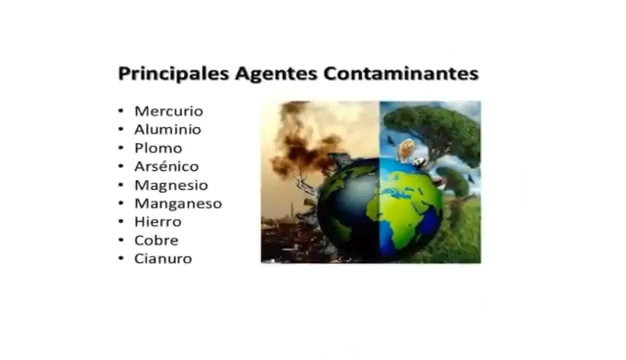 Principales Agentes Contaminantes
• Mercurio
• Aluminio
• Plomo
• Arsénico
• Magnesio
• Manganeso
• Hierro
• Cobre
• Cianuro